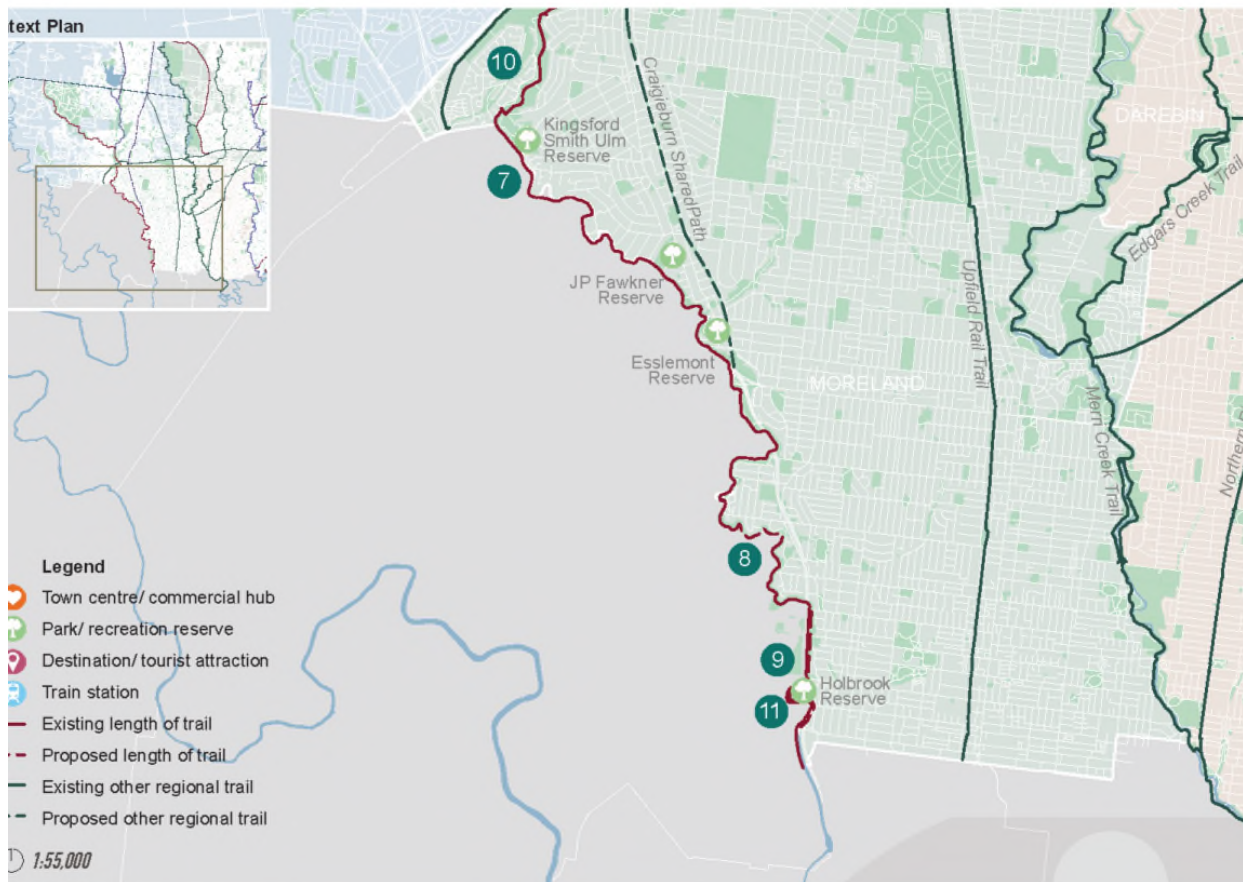 text Plan
10
Kingsford
Smith Ulm
Reserve
7
Craigieburn SharedPath
JP Fawkner
Reserve
Esslemont
Reserve
MORELAND
Upfield Rail Trail
DAREBIN
Edgars Creek Trail
Merri Creek Trail
Northern
8
9
Holbrook
Reserve
11
Legend
Town centre/ commercial hub
Park/ recreation reserve
Destination/ tourist attraction
Train station
Existing length of trail
Proposed length of trail
Existing other regional trail
Proposed other regional trail
1:55,000